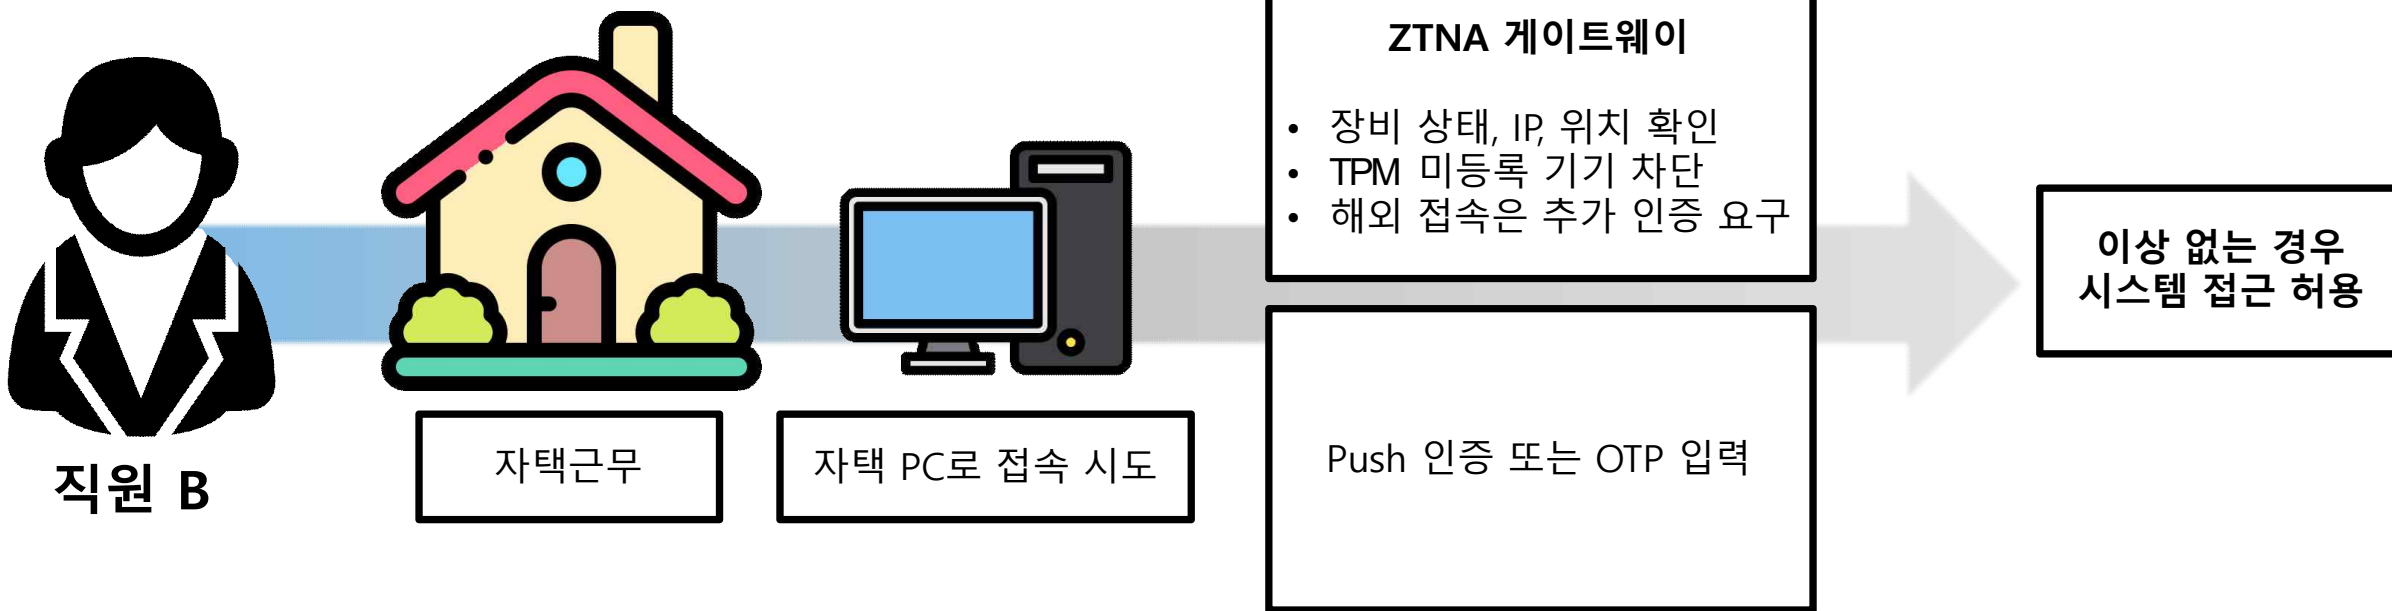 직원 B
자택근무
자택 PC로 접속 시도
ZTNA 게이트웨이
• 장비 상태, IP, 위치 확인
• TPM 미등록 기기 차단
• 해외 접속은 추가 인증 요구
Push 인증 또는 OTP 입력
이상 없는 경우
시스템 접근 허용